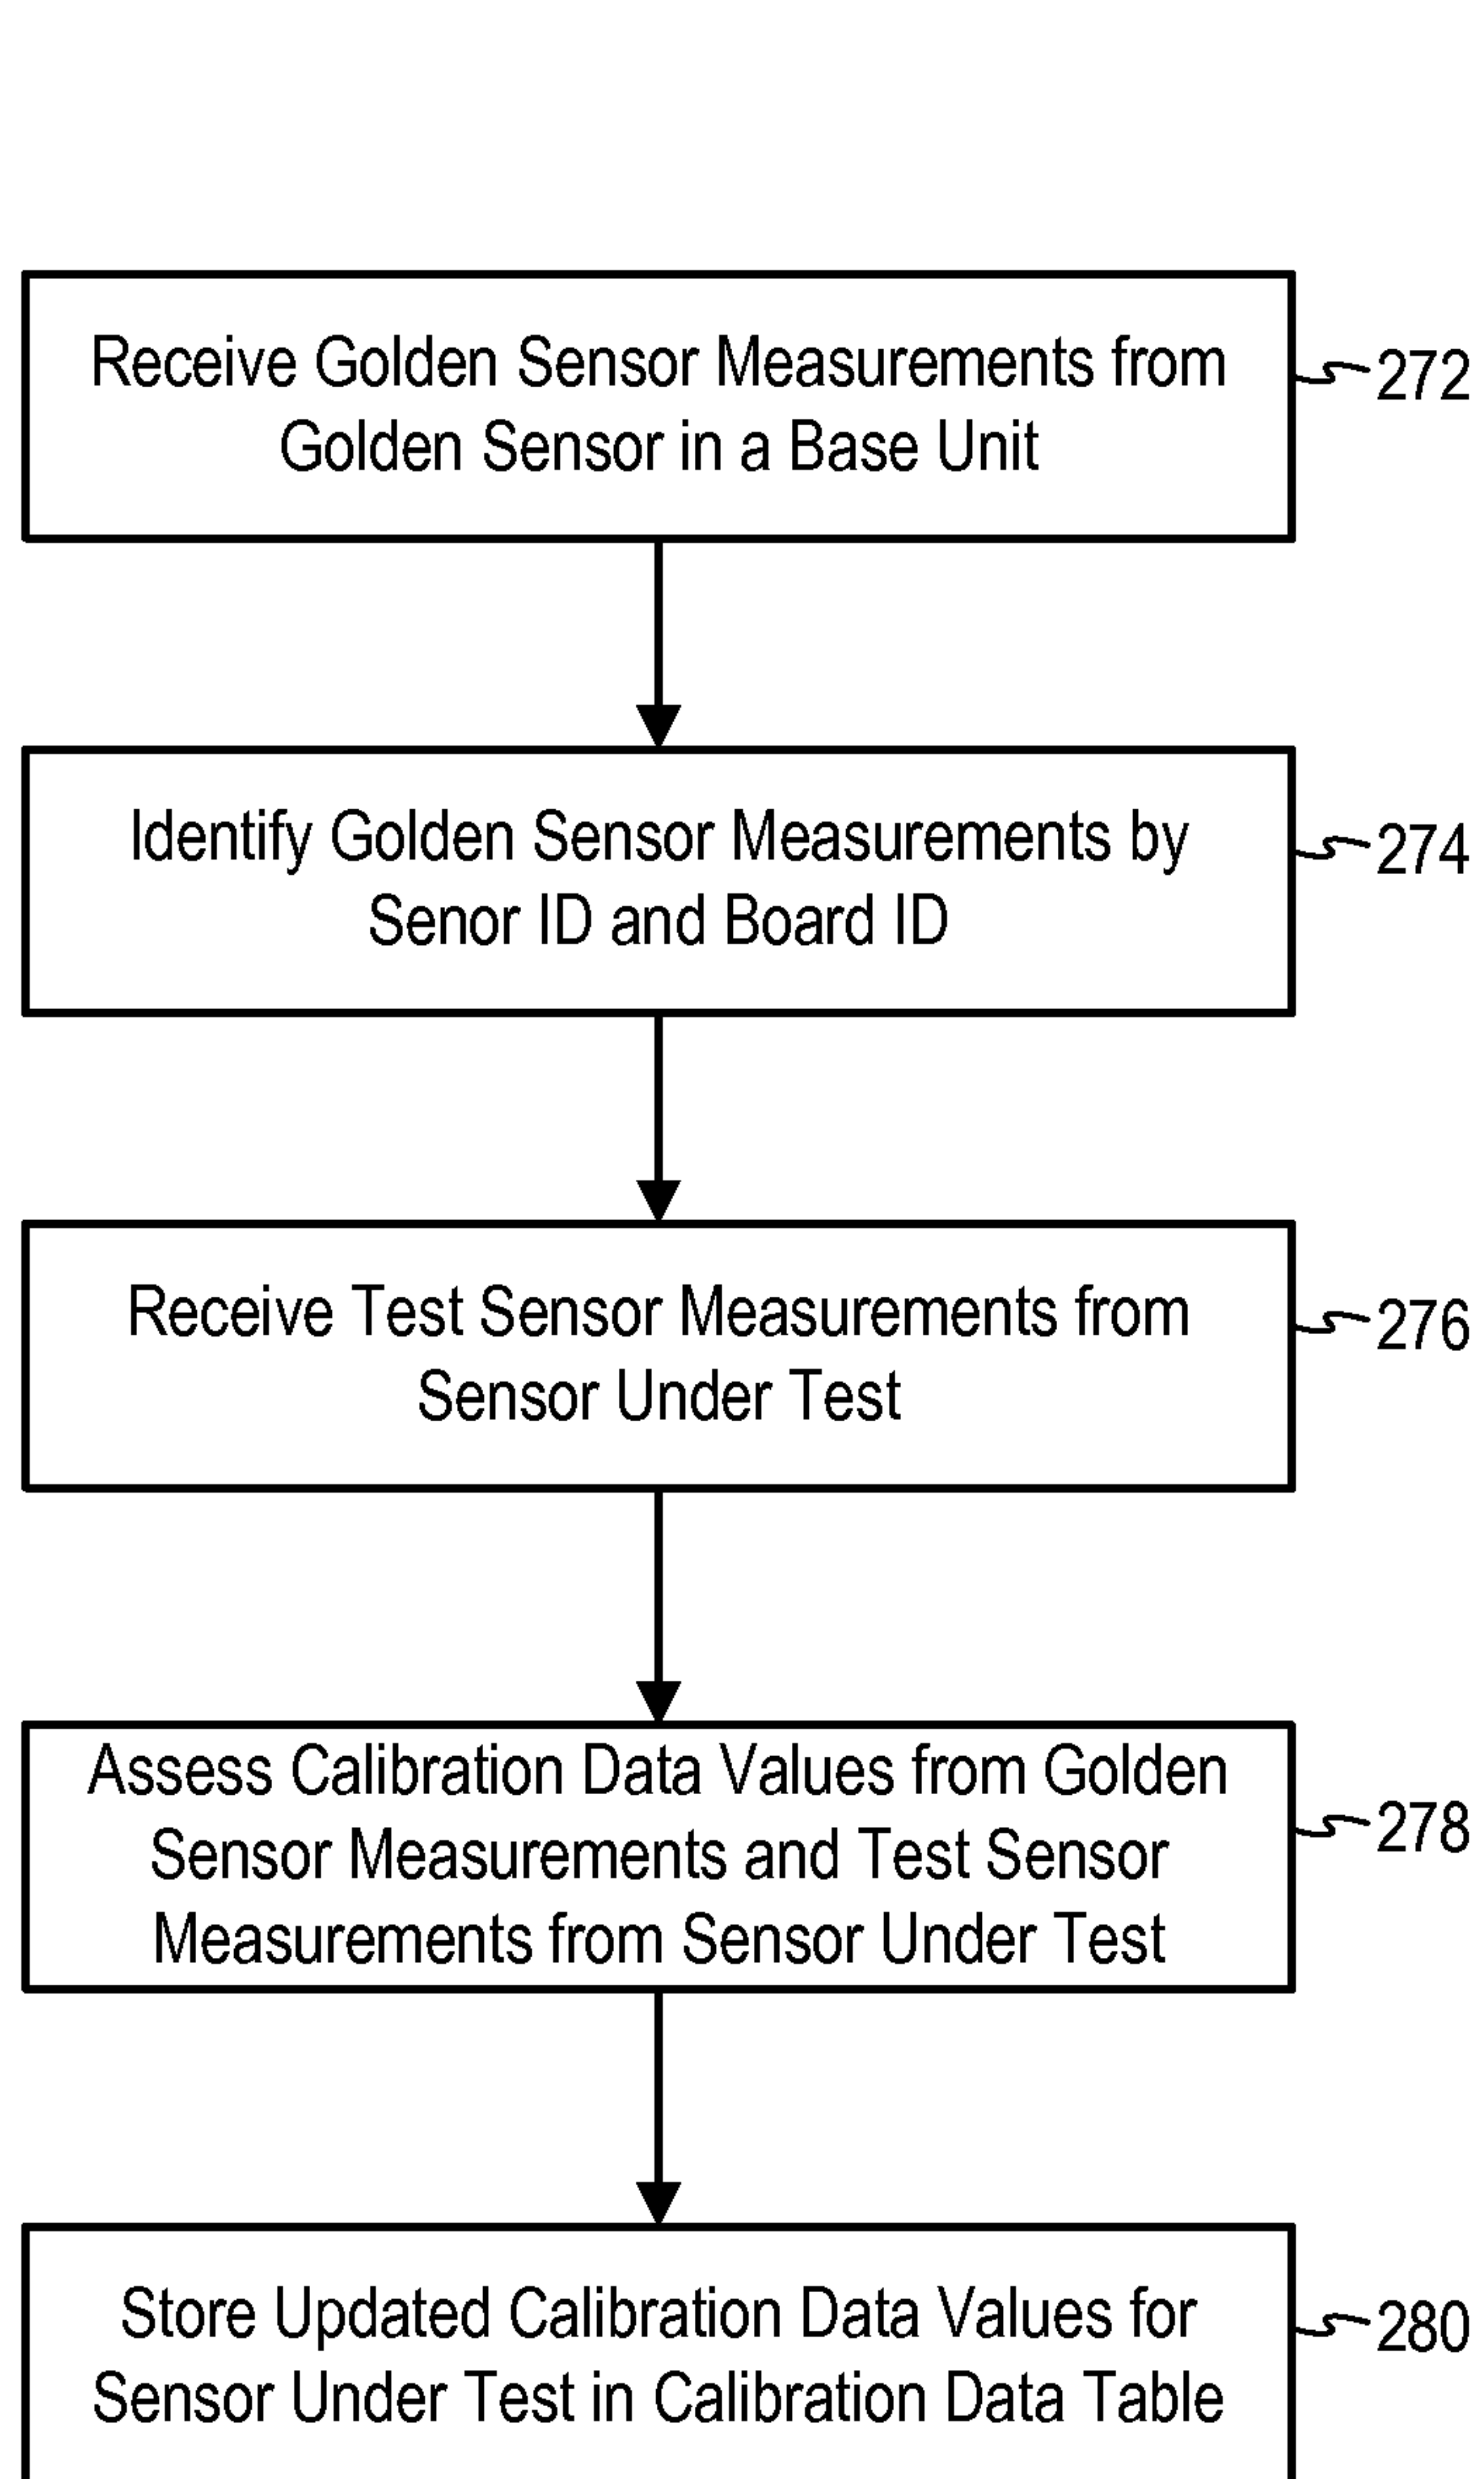 Receive Golden Sensor Measurements from
Golden Sensor in a Base Unit
272
Identify Golden Sensor Measurements by
Senor ID and Board ID
274
Receive Test Sensor Measurements from
Sensor Under Test
276
Assess Calibration Data Values from Golden
Sensor Measurements and Test Sensor
Measurements from Sensor Under Test
278
Store Updated Calibration Data Values for
Sensor Under Test in Calibration Data Table
280